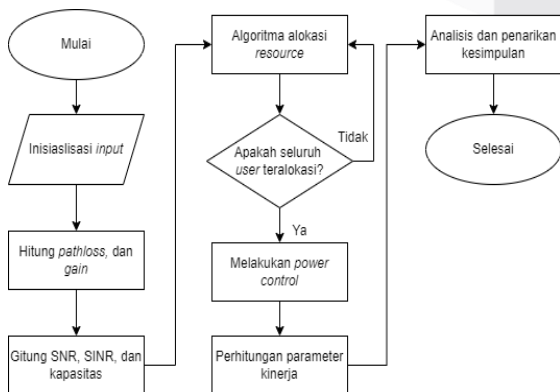 Mulai
Inisiaslisasi input
Hitung pathloss, dan
gain
Gitung SNR, SINR, dan
kapasitas
Algoritma alokasi
resource
Apakah seluruh
user teralokasi?
Tidak
Ya
Melakukan power
control
Perhitungan parameter
kinerja
Analisis dan penarikan
kesimpulan
Selesai